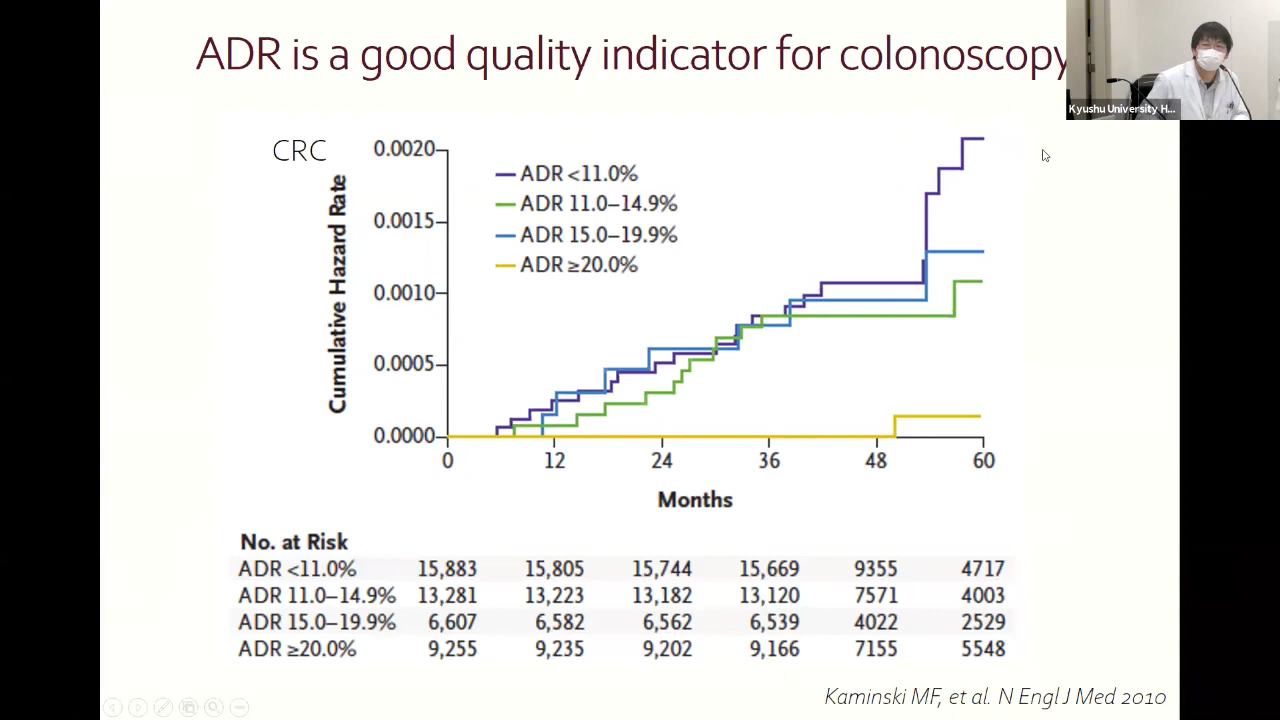 ADR is a good quality indicator for colonoscopy
Kyushu University H...
CRC
Cumulative Hazard Rate
0.0020
0.0015
0.0010
0.0005
0.0000
ADR <11.0%
ADR 11.0–14.9%
ADR 15.0–19.9%
ADR ≥20.0%
0 12 24 36 48 60
Months
No. at Risk
ADR <11.0% 15,883 15,805 15,744 15,669 9355 4717
ADR 11.0–14.9% 13,281 13,223 13,182 13,120 7571 4003
ADR 15.0–19.9% 6,607 6,582 6,562 6,539 4022 2529
ADR ≥20.0% 9,255 9,235 9,202 9,166 7155 5548
Kaminski MF, et al. N Engl J Med 2010